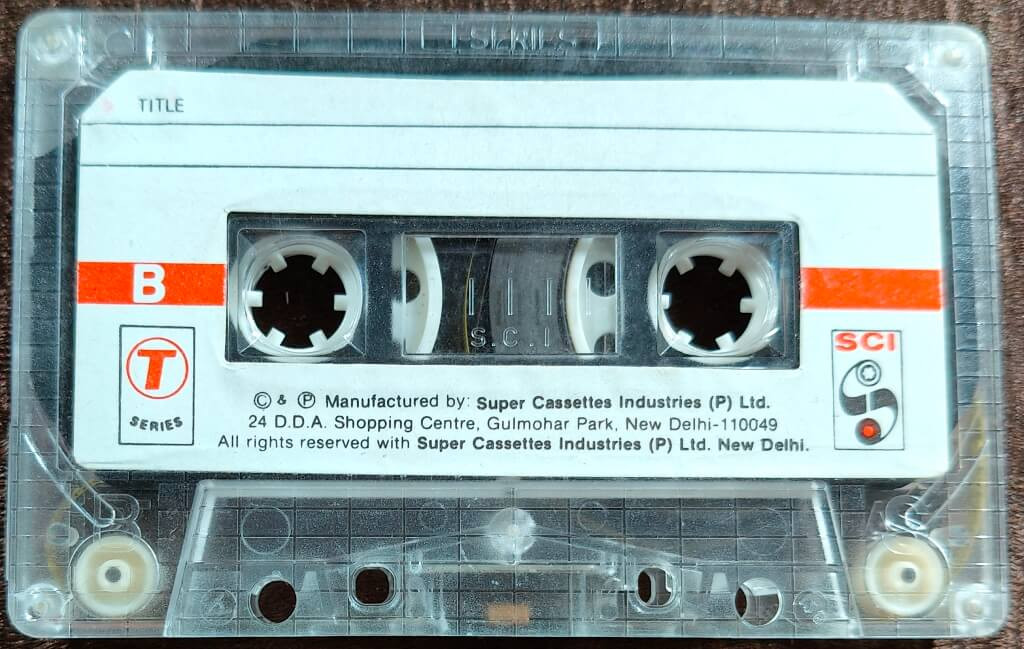 T SERIES
TITLE
B
T
SERIES
S.C.I
SCI
© & ℗ Manufactured by: Super Cassettes Industries (P) Ltd.
24 D.D.A. Shopping Centre, Gulmohar Park, New Delhi-110049
All rights reserved with Super Cassettes Industries (P) Ltd. New Delhi.
A
A